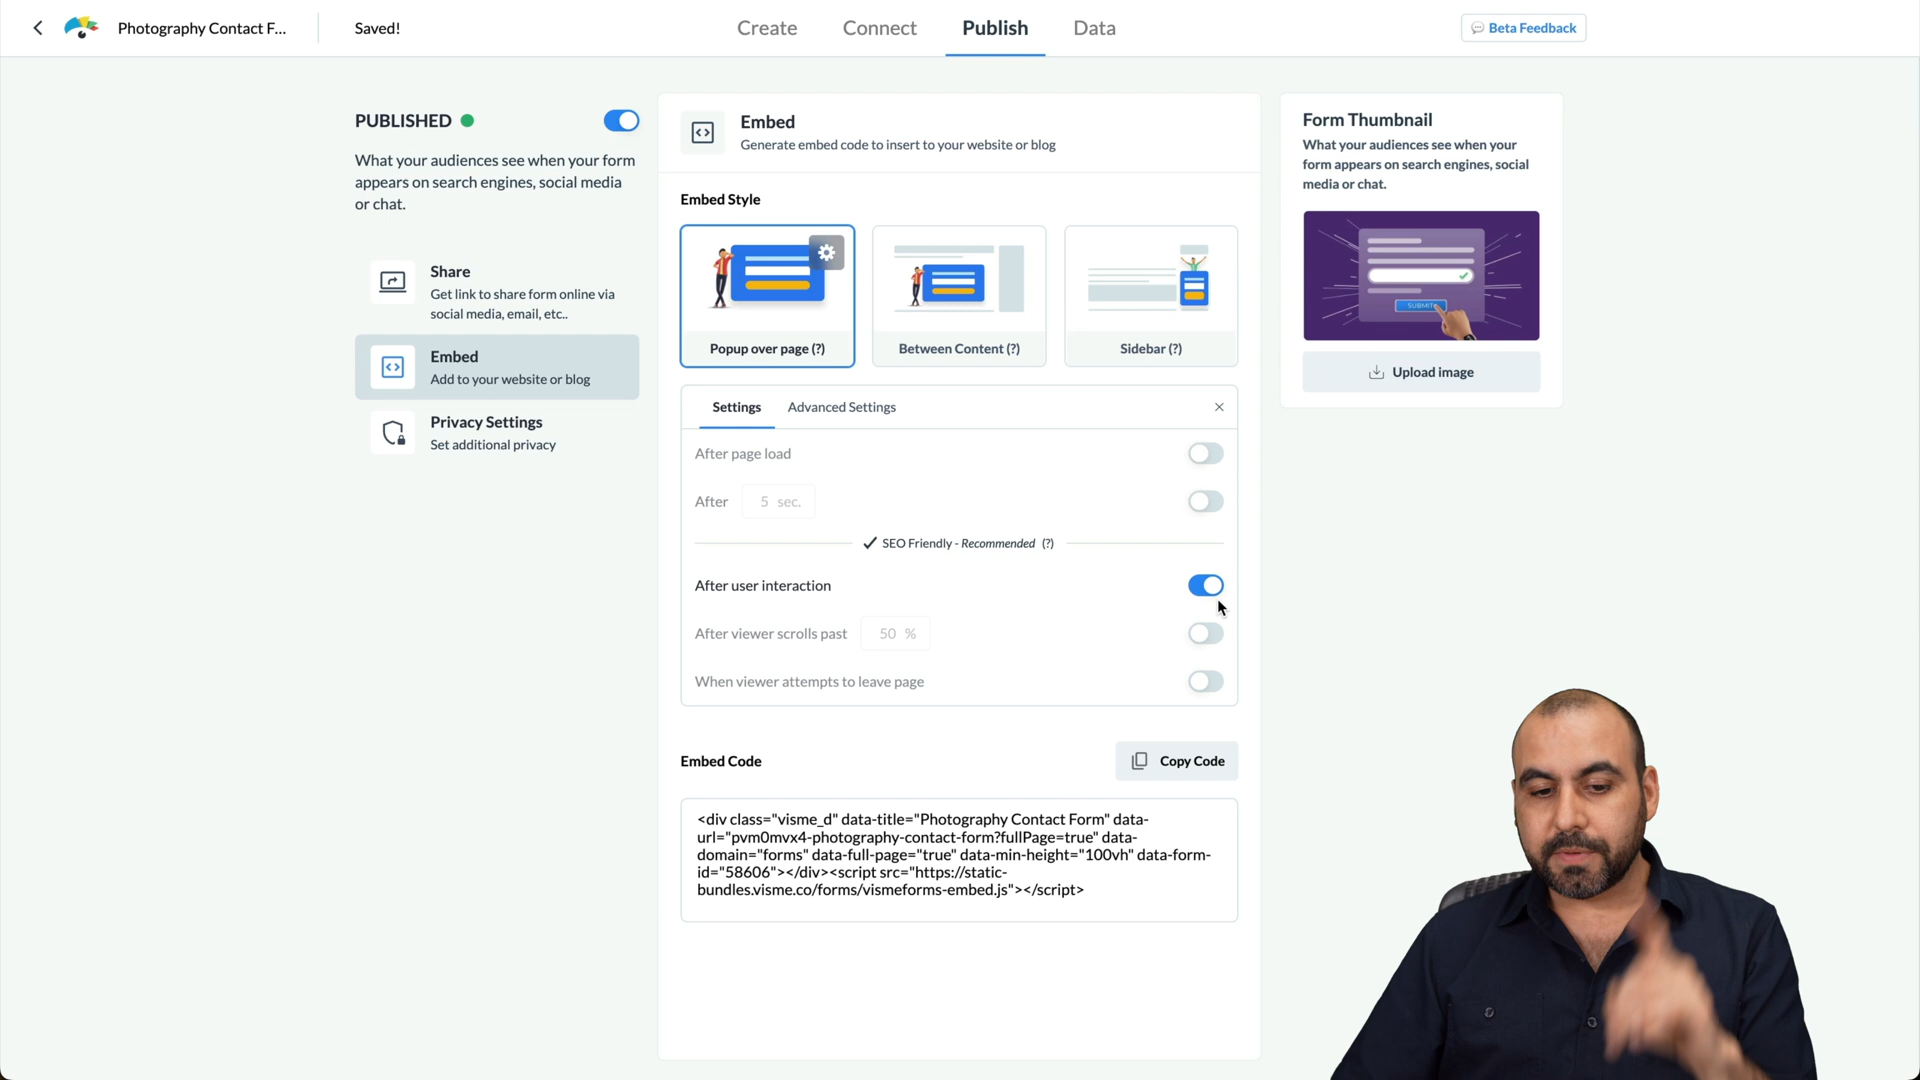 Photography Contact F...
Saved!
Create
Connect
Publish
Data
Beta Feedback
PUBLISHED
What your audiences see when your form
appears on search engines, social media
or chat.
Share
Get link to share form online via
social media, email, etc..
Embed
Add to your website or blog
Privacy Settings
Set additional privacy
Embed
Generate embed code to insert to your website or blog
Embed Style
Popup over page (?)
Between Content (?)
Sidebar (?)
Settings
Advanced Settings
After page load
After 5 sec.
SEO Friendly - Recommended (?)
After user interaction
After viewer scrolls past 50 %
When viewer attempts to leave page
Embed Code
Copy Code
<div class="visme_d" data-title="Photography Contact Form" data-
url="pvm0mvx4-photography-contact-form?fullPage=true" data-
domain="forms" data-full-page="true" data-min-height="100vh" data-form-
id="58606"></div><script src="https://static-
bundles.visme.co/forms/vismeforms-embed.js"></script>
Form Thumbnail
What your audiences see when your
form appears on search engines, social
media or chat.
SUBMIT
Upload image